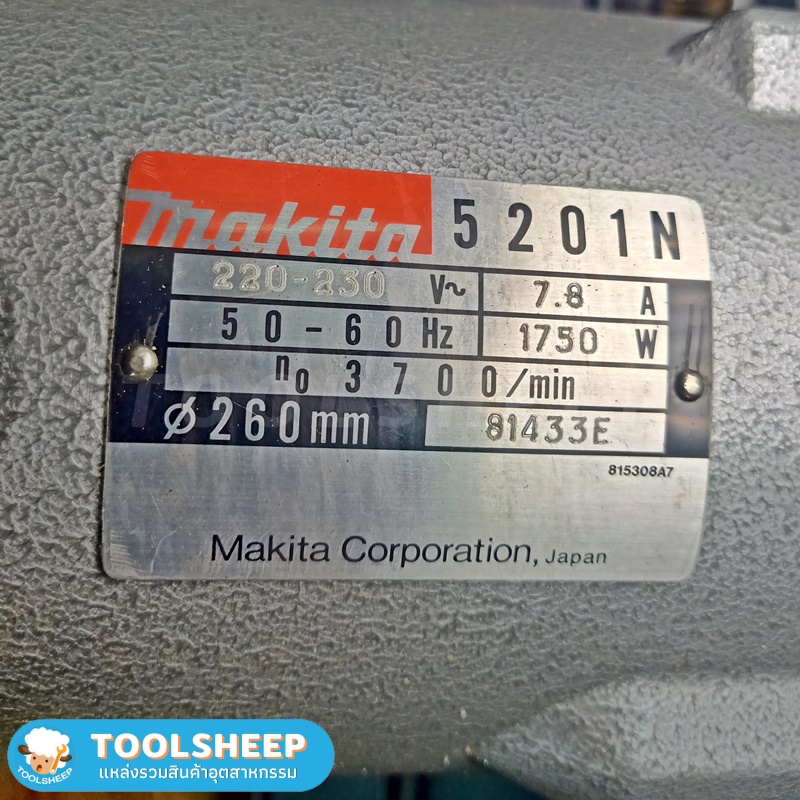 makita 5201N
220-230 V~ 7.8 A
50-60Hz 1750 W
n0 3700/min
ø260mm 81433E
815308A7
Makita Corporation, Japan
TOOLSHEEP
แหล่งรวมสินค้าอุตสาหกรรม
TOOLSHEEP